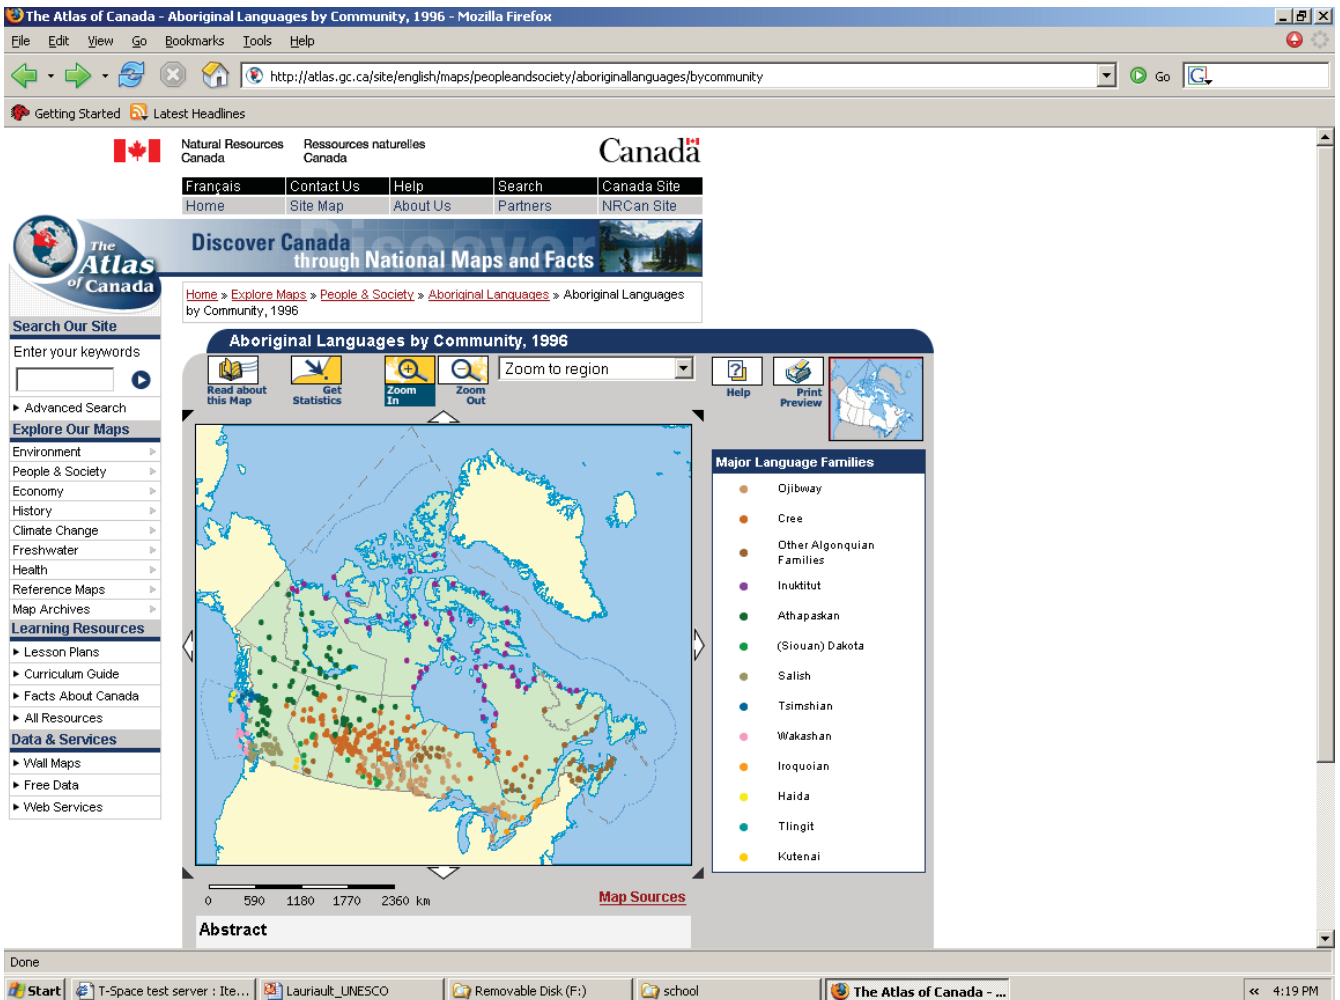 The Atlas of Canada - Aboriginal Languages by Community, 1996 - Mozilla Firefox
File Edit View Go Bookmarks Tools Help
http://atlas.gc.ca/site/english/maps/peopleandsociety/aboriginallanguages/bycommunity
Go
G
Getting Started Latest Headlines
Natural Resources Canada
Ressources naturelles Canada
Canada
Français Contact Us Help Search Canada Site
Home Site Map About Us Partners NRCan Site
The Atlas of Canada
Discover
Discover Canada
through National Maps and Facts
Home » Explore Maps » People & Society » Aboriginal Languages » Aboriginal Languages
by Community, 1996
Search Our Site
Enter your keywords
Advanced Search
Explore Our Maps
Environment
People & Society
Economy
History
Climate Change
Freshwater
Health
Reference Maps
Map Archives
Learning Resources
Lesson Plans
Curriculum Guide
Facts About Canada
All Resources
Data & Services
Wall Maps
Free Data
Web Services
Aboriginal Languages by Community, 1996
Read about this Map
Get Statistics
Zoom In
Zoom Out
Zoom to region
Help
Print Preview
Major Language Families
Ojibway
Cree
Other Algonquian
Families
Inuktitut
Athapaskan
(Siouan) Dakota
Salish
Tsimshian
Wakashan
Iroquoian
Haida
Tlingit
Kutenai
0 590 1180 1770 2360 km
Map Sources
Abstract
Done
Start T-Space test server : Ite... Lauriault_UNESCO Removable Disk (F:) school The Atlas of Canada - ... « 4:19 PM